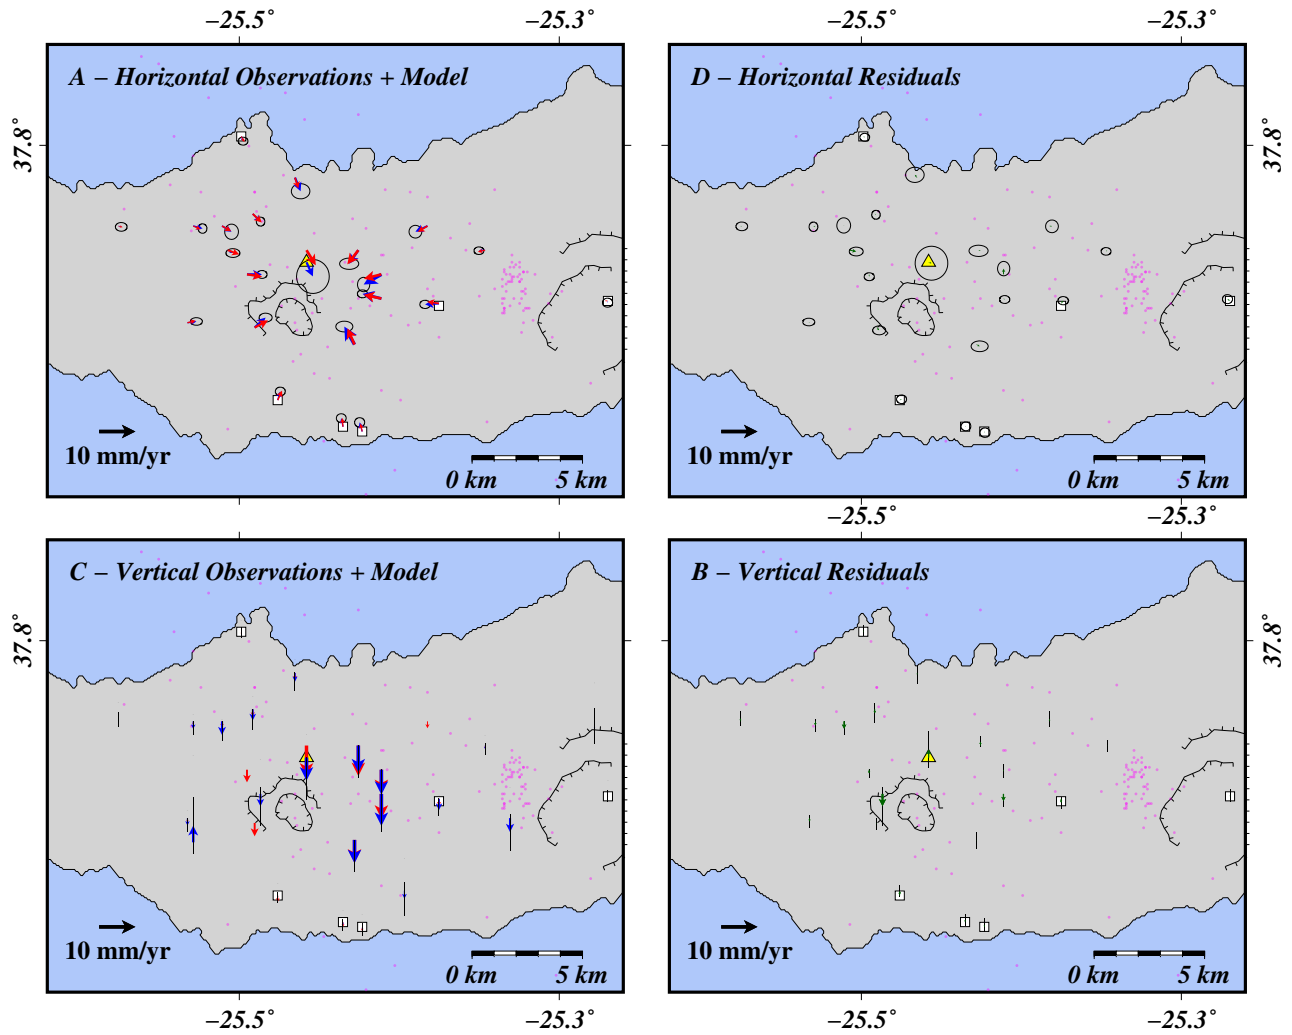 −25.5˚ −25.3˚ −25.5˚ −25.3˚
A − Horizontal Observations + Model
D − Horizontal Residuals
37.8˚
37.8˚
10 mm/yr
0 km 5 km
10 mm/yr
0 km 5 km
−25.5˚ −25.3˚
C − Vertical Observations + Model
B − Vertical Residuals
37.8˚
37.8˚
10 mm/yr
0 km 5 km
10 mm/yr
0 km 5 km
−25.5˚ −25.3˚ −25.5˚ −25.3˚